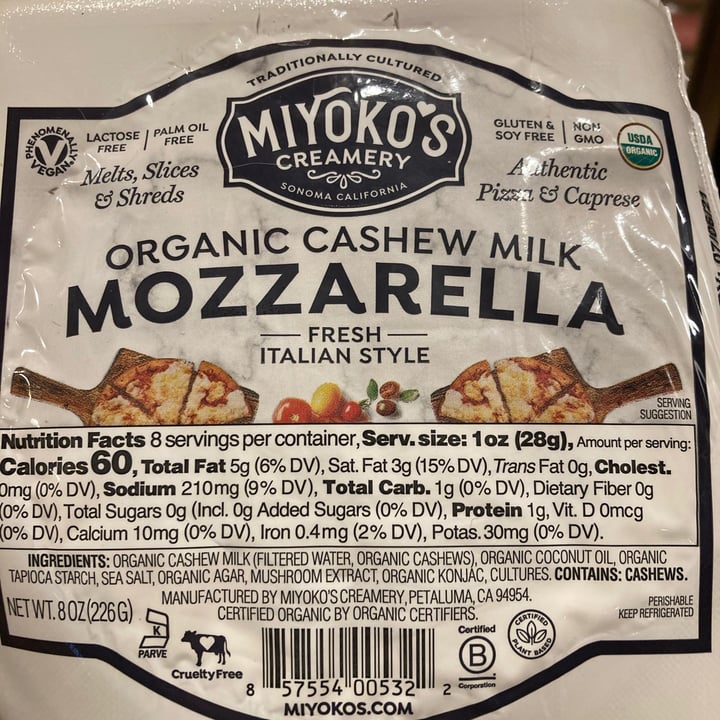 TRADITIONALLY CULTURED
MIYOKO'S
CREAMERY
SONOMA CALIFORNIA
PHENOMENALLY VEGAN
V
LACTOSE FREE | PALM OIL FREE
Melts, Slices
& Shreds
GLUTEN & SOY FREE | NON GMO
USDA
ORGANIC
Authentic
Pizza & Caprese
ORGANIC CASHEW MILK
MOZZARELLA
FRESH
ITALIAN STYLE
SERVING
SUGGESTION
Nutrition Facts 8 servings per container, Serv. size: 1oz (28g), Amount per serving:
Calories 60, Total Fat 5g (6% DV), Sat. Fat 3g (15% DV), Trans Fat 0g, Cholest.
0mg (0% DV), Sodium 210mg (9% DV), Total Carb. 1g (0% DV), Dietary Fiber 0g
(0% DV), Total Sugars 0g (Incl. 0g Added Sugars (0% DV), Protein 1g, Vit. D 0mcg
(0% DV), Calcium 10mg (0% DV), Iron 0.4mg (2% DV), Potas. 30mg (0% DV).
INGREDIENTS: ORGANIC CASHEW MILK (FILTERED WATER, ORGANIC CASHEWS), ORGANIC COCONUT OIL, ORGANIC
TAPIOCA STARCH, SEA SALT, ORGANIC AGAR, MUSHROOM EXTRACT, ORGANIC KONJAC, CULTURES. CONTAINS: CASHEWS.
MANUFACTURED BY MIYOKO'S CREAMERY, PETALUMA, CA 94954.
CERTIFIED ORGANIC BY ORGANIC CERTIFIERS.
NET WT. 8 OZ (226 G)
PERISHABLE
KEEP REFRIGERATED
K
PARVE
Cruelty Free
8 57554 00532 2
MIYOKOS.COM
Certified
B
Corporation
CERTIFIED
PLANT BASED